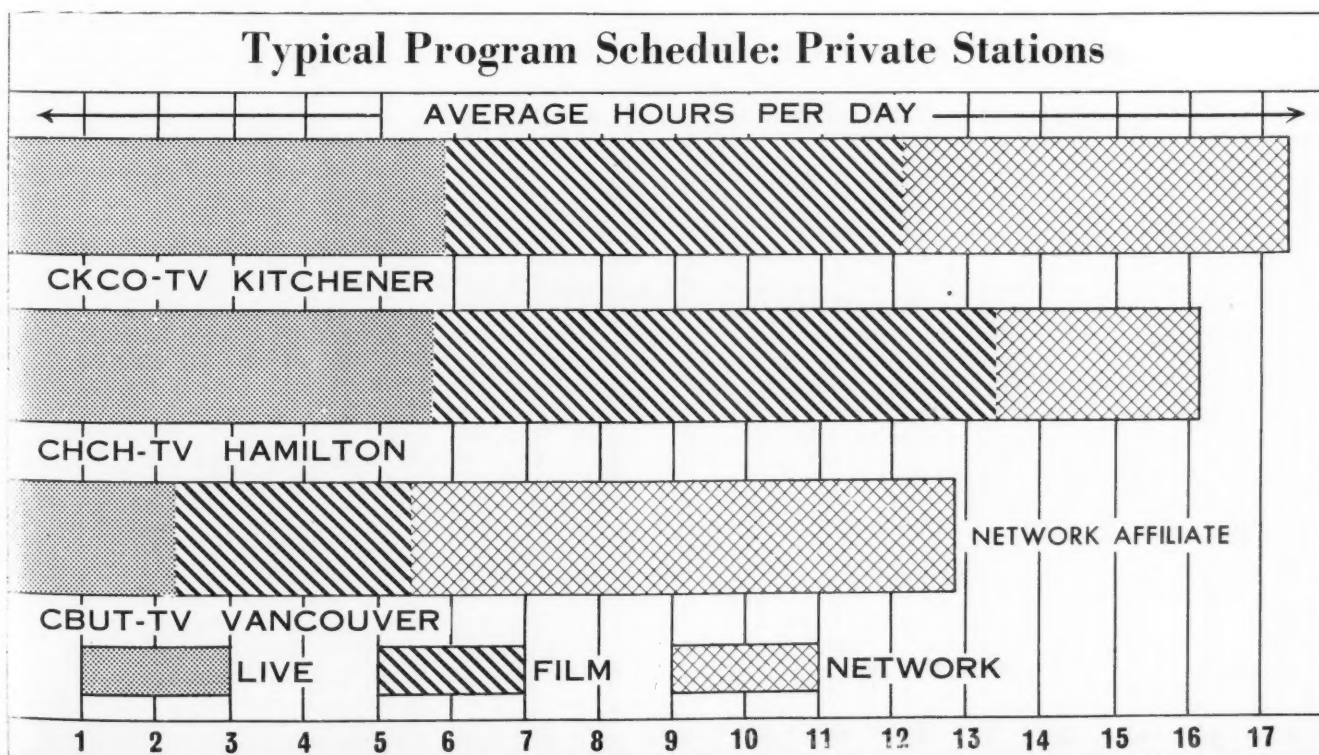 Typical Program Schedule: Private Stations
AVERAGE HOURS PER DAY
CKCO-TV KITCHENER
CHCH-TV HAMILTON
NETWORK AFFILIATE
CBUT-TV VANCOUVER
LIVE FILM NETWORK
1 2 3 4 5 6 7 8 9 10 11 12 13 14 15 16 17